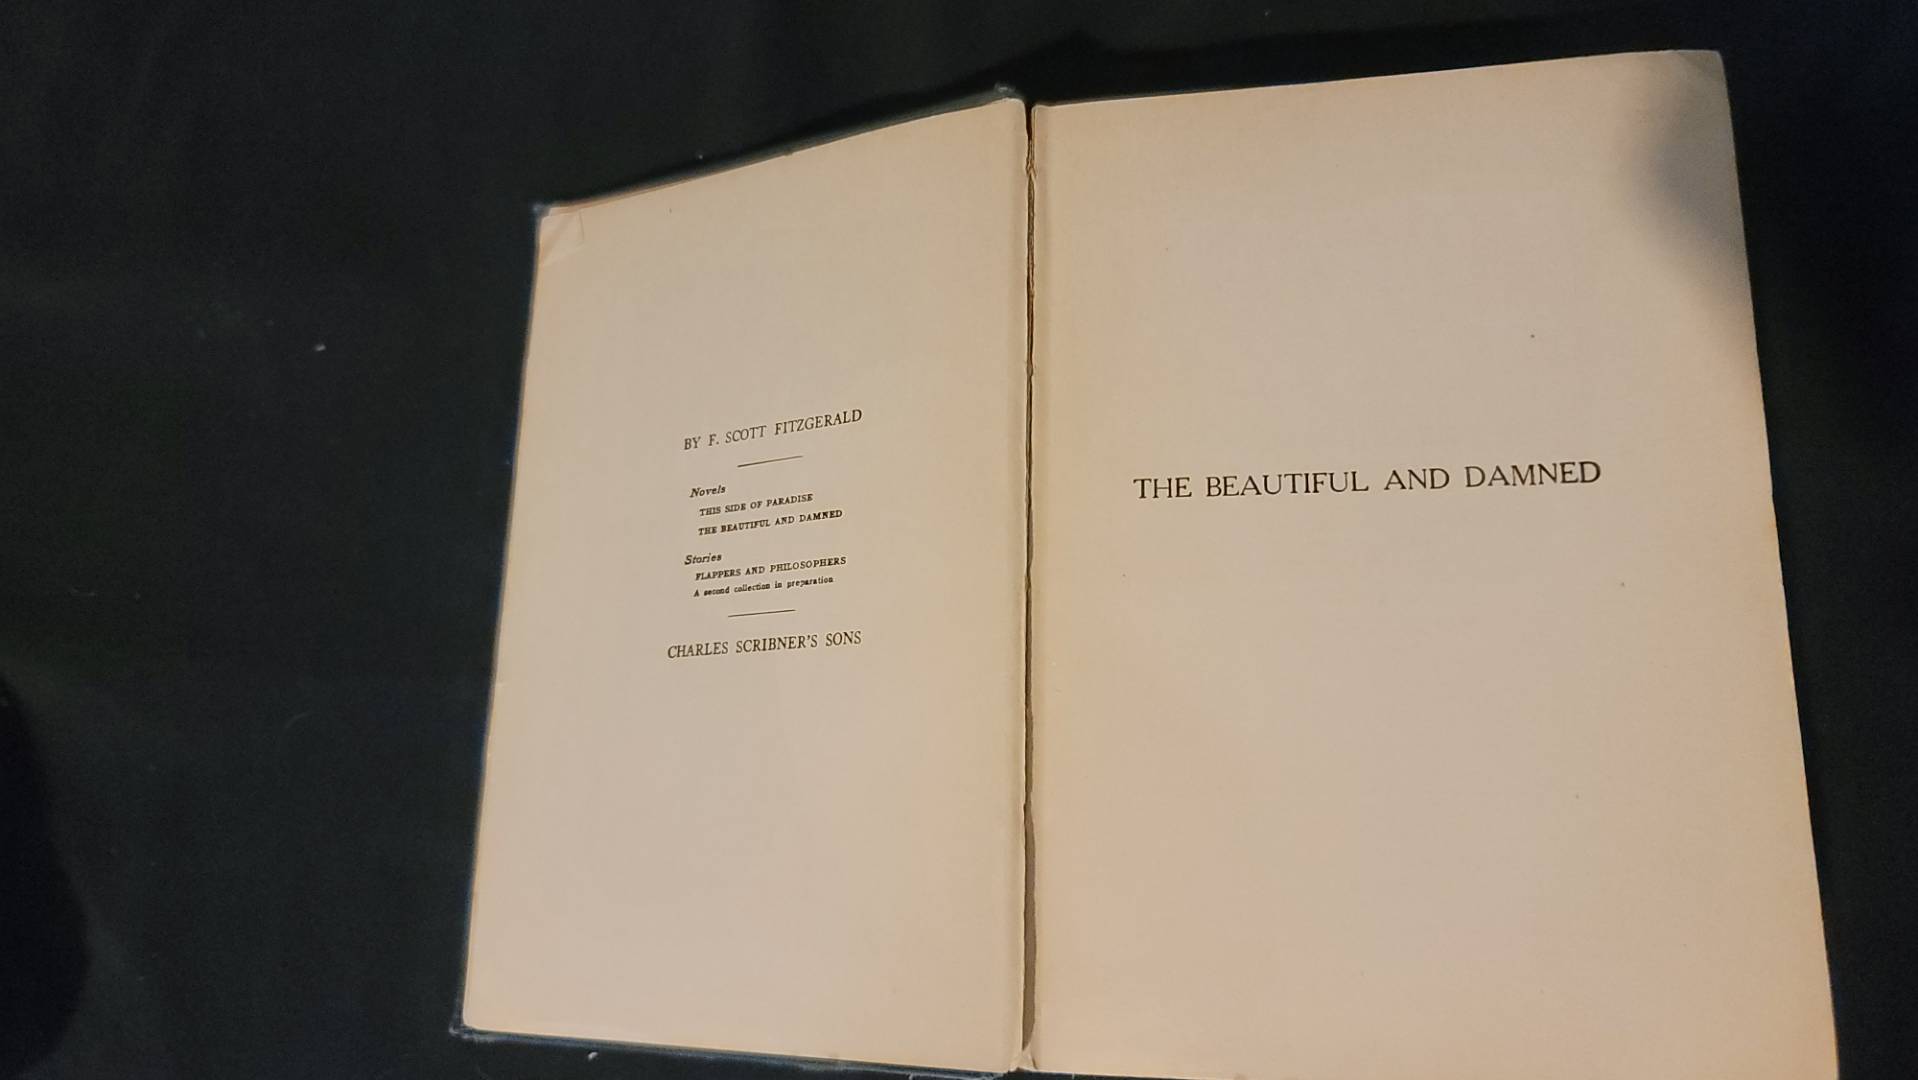 BY F. SCOTT FITZGERALD
Novels
THIS SIDE OF PARADISE
THE BEAUTIFUL AND DAMNED
Stories
FLAPPERS AND PHILOSOPHERS
A second collection in preparation
CHARLES SCRIBNER'S SONS
THE BEAUTIFUL AND DAMNED